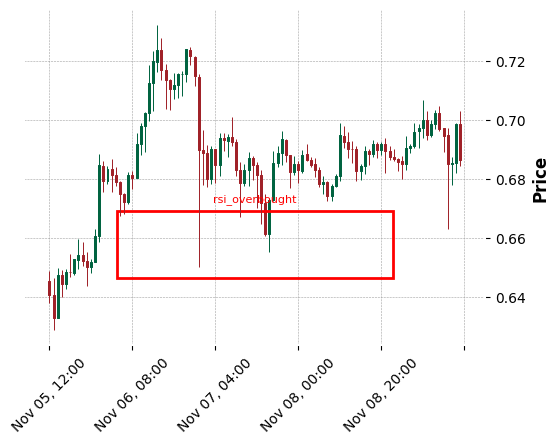 0.72
0.70
0.68
0.66
0.64
Price
rsi_overbought
Nov 05, 12:00
Nov 06, 08:00
Nov 07, 04:00
Nov 08, 00:00
Nov 08, 20:00